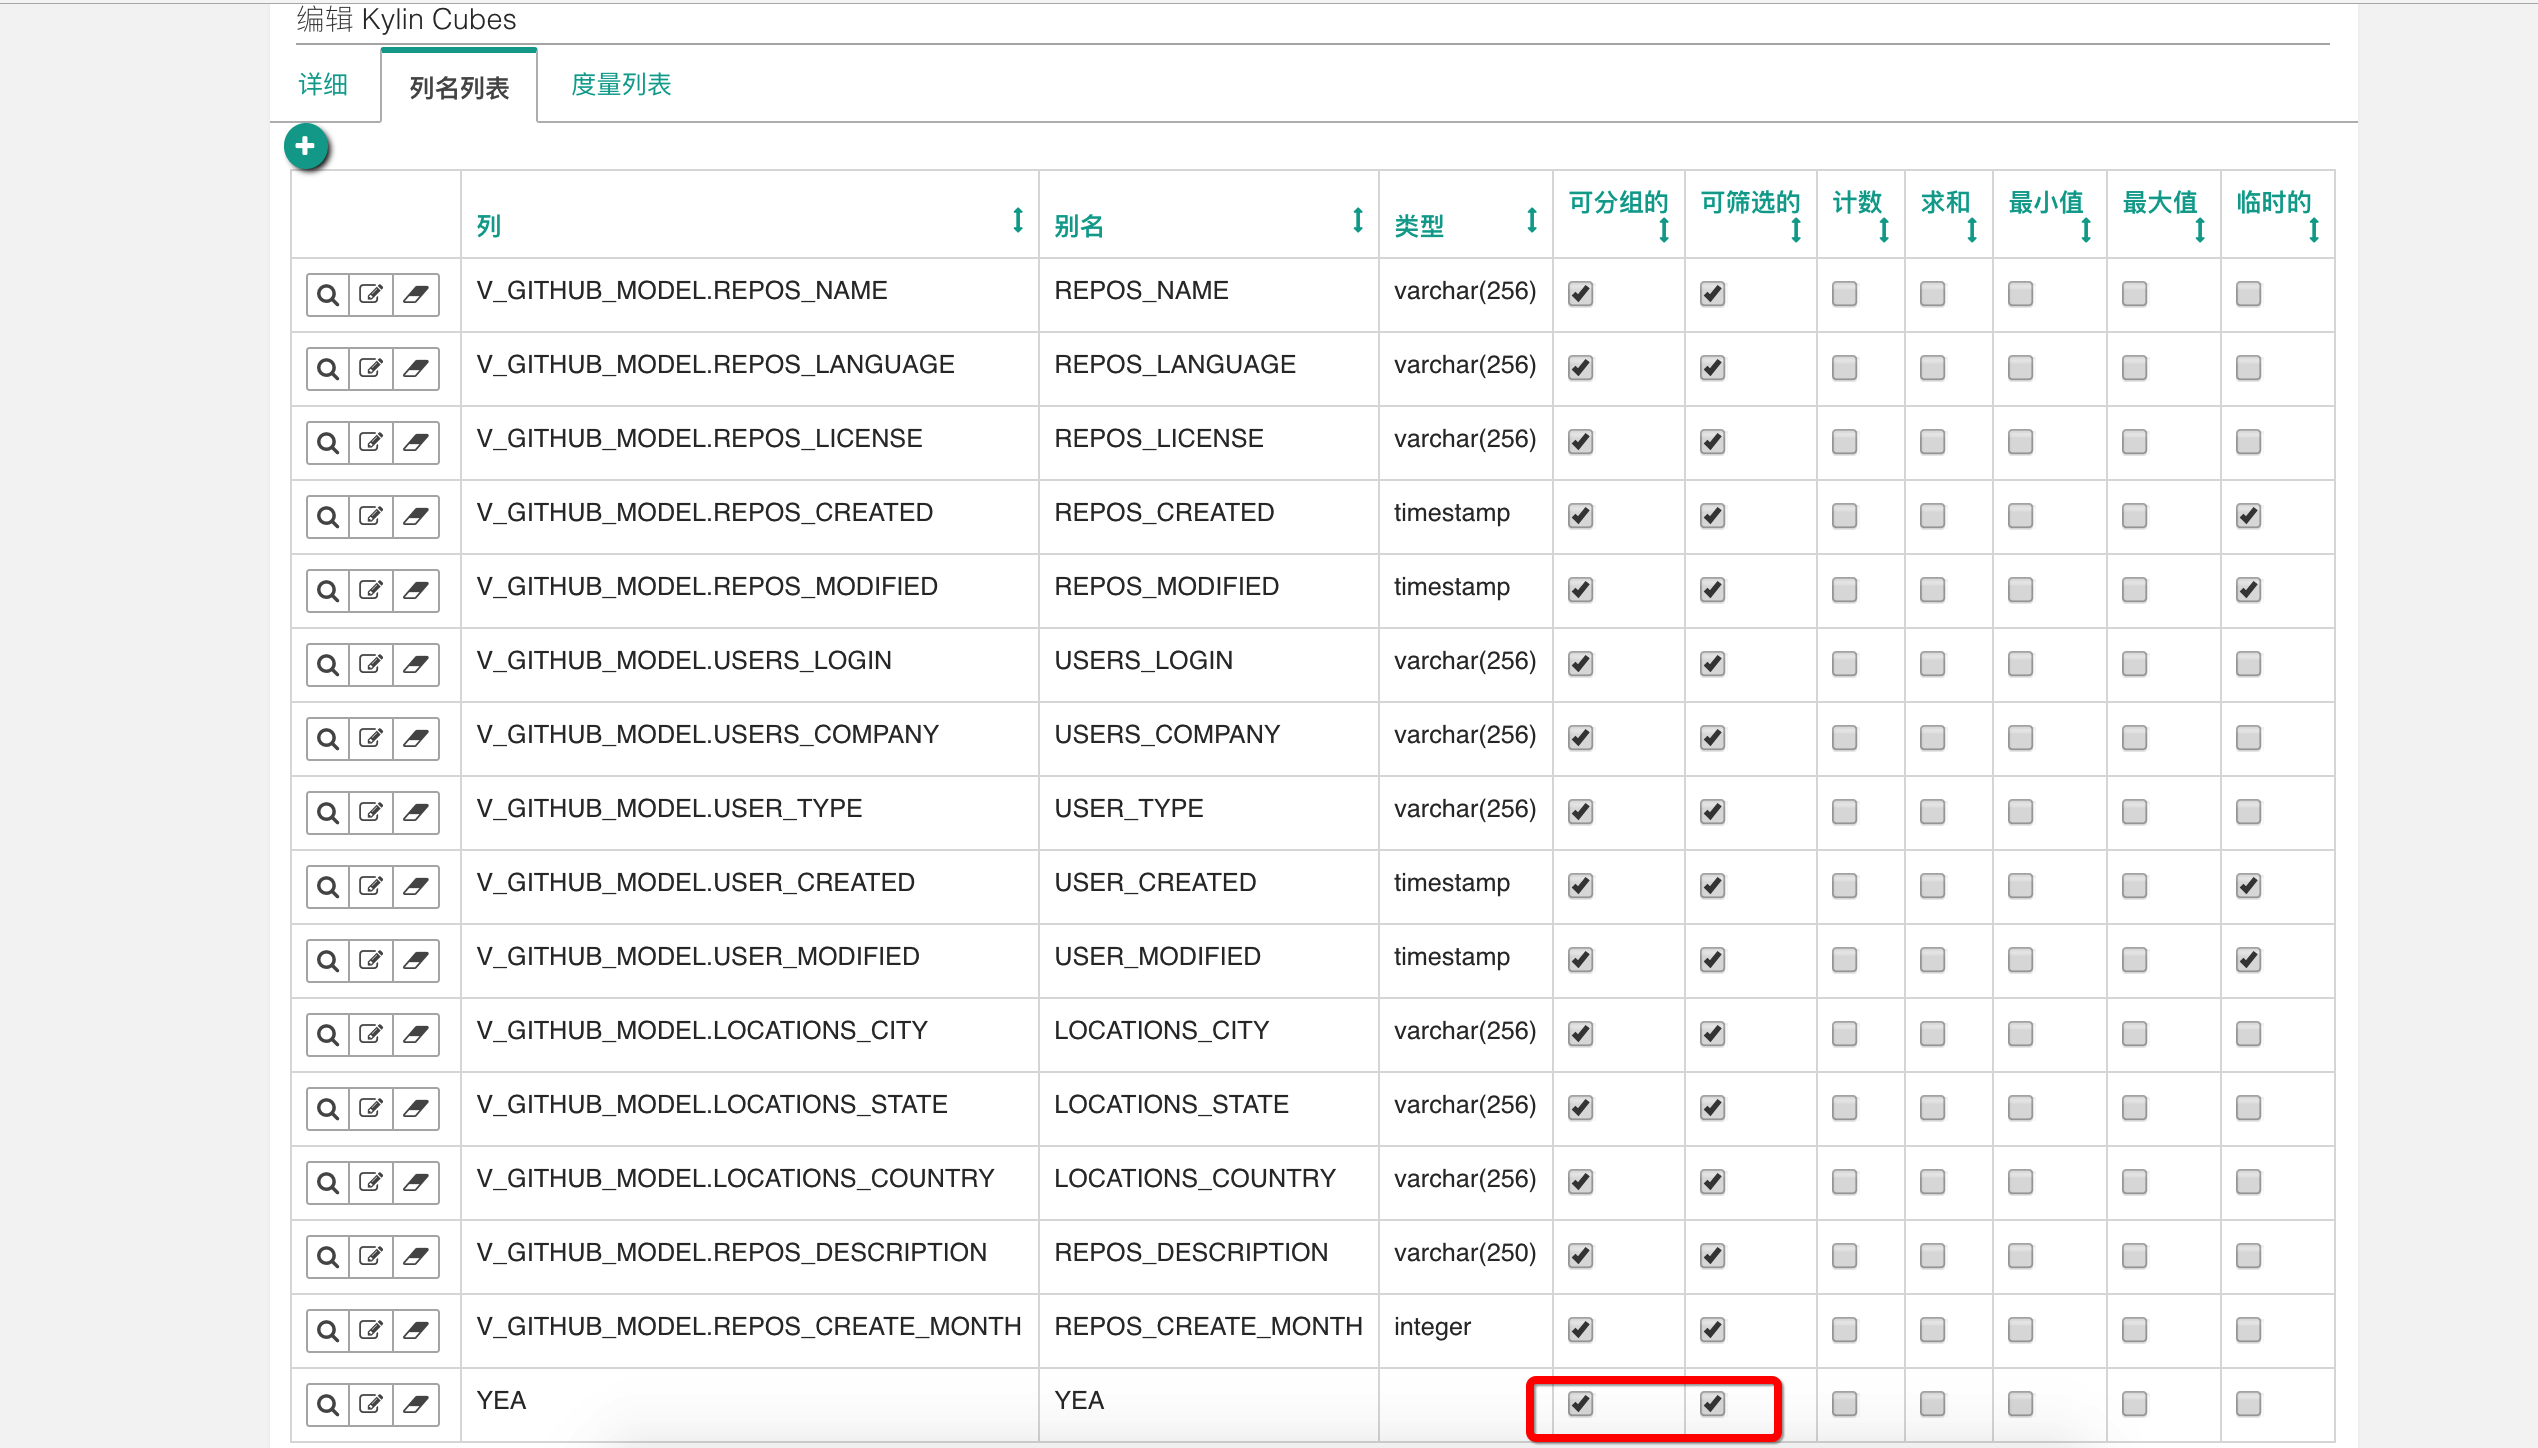 编辑 Kylin Cubes
详细 列名列表 度量列表
列 别名 类型 可分组的 可筛选的 计数 求和 最小值 最大值 临时的
V_GITHUB_MODEL.REPOS_NAME REPOS_NAME varchar(256)
V_GITHUB_MODEL.REPOS_LANGUAGE REPOS_LANGUAGE varchar(256)
V_GITHUB_MODEL.REPOS_LICENSE REPOS_LICENSE varchar(256)
V_GITHUB_MODEL.REPOS_CREATED REPOS_CREATED timestamp
V_GITHUB_MODEL.REPOS_MODIFIED REPOS_MODIFIED timestamp
V_GITHUB_MODEL.USERS_LOGIN USERS_LOGIN varchar(256)
V_GITHUB_MODEL.USERS_COMPANY USERS_COMPANY varchar(256)
V_GITHUB_MODEL.USER_TYPE USER_TYPE varchar(256)
V_GITHUB_MODEL.USER_CREATED USER_CREATED timestamp
V_GITHUB_MODEL.USER_MODIFIED USER_MODIFIED timestamp
V_GITHUB_MODEL.LOCATIONS_CITY LOCATIONS_CITY varchar(256)
V_GITHUB_MODEL.LOCATIONS_STATE LOCATIONS_STATE varchar(256)
V_GITHUB_MODEL.LOCATIONS_COUNTRY LOCATIONS_COUNTRY varchar(256)
V_GITHUB_MODEL.REPOS_DESCRIPTION REPOS_DESCRIPTION varchar(250)
V_GITHUB_MODEL.REPOS_CREATE_MONTH REPOS_CREATE_MONTH integer
YEA YEA